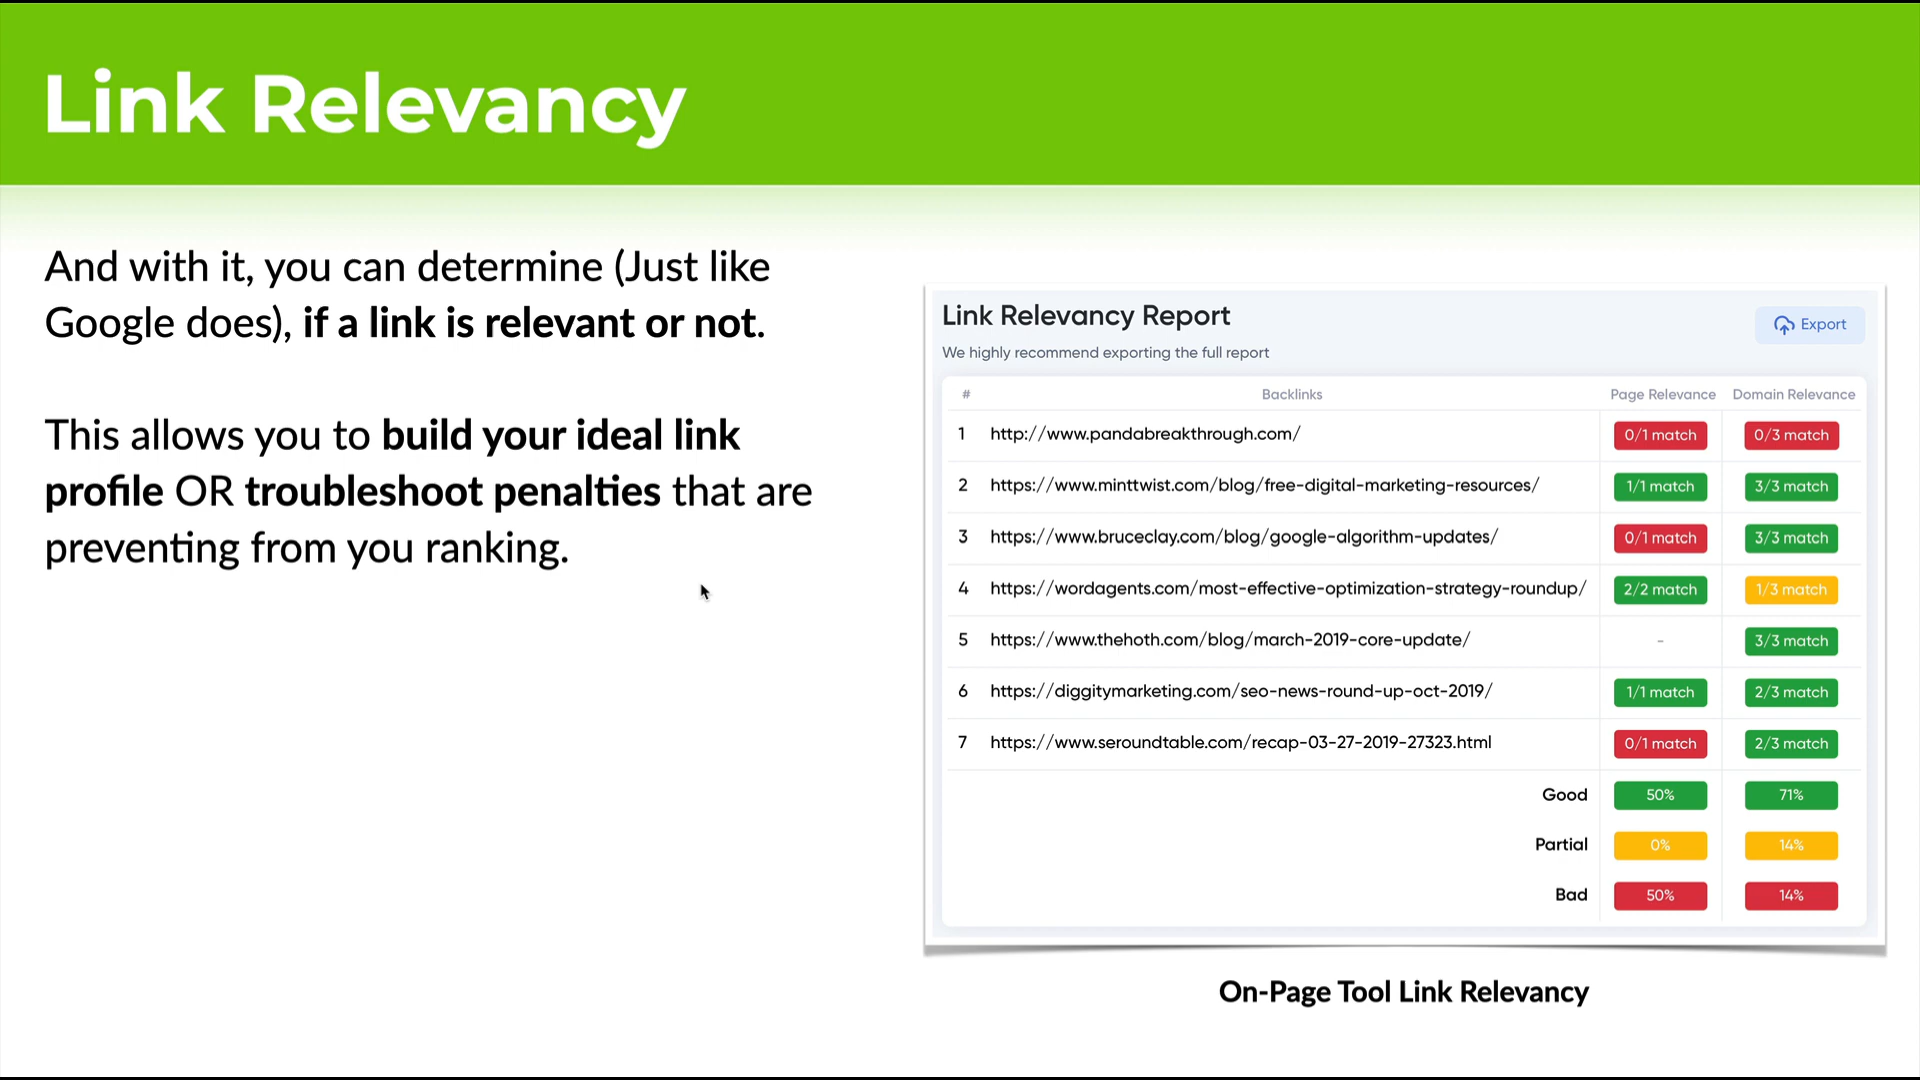 Link Relevancy
And with it, you can determine (Just like
Google does), if a link is relevant or not.
This allows you to build your ideal link
profile OR troubleshoot penalties that are
preventing from you ranking.
Link Relevancy Report
Export
We highly recommend exporting the full report
# Backlinks Page Relevance Domain Relevance
1 http://www.pandabreakthrough.com/ 0/1 match 0/3 match
2 https://www.minttwist.com/blog/free-digital-marketing-resources/ 1/1 match 3/3 match
3 https://www.bruceclay.com/blog/google-algorithm-updates/ 0/1 match 3/3 match
4 https://wordagents.com/most-effective-optimization-strategy-roundup/ 2/2 match 1/3 match
5 https://www.thehoth.com/blog/march-2019-core-update/ - 3/3 match
6 https://diggitymarketing.com/seo-news-round-up-oct-2019/ 1/1 match 2/3 match
7 https://www.seroundtable.com/recap-03-27-2019-27323.html 0/1 match 2/3 match
Good 50% 71%
Partial 0% 14%
Bad 50% 14%
On-Page Tool Link Relevancy